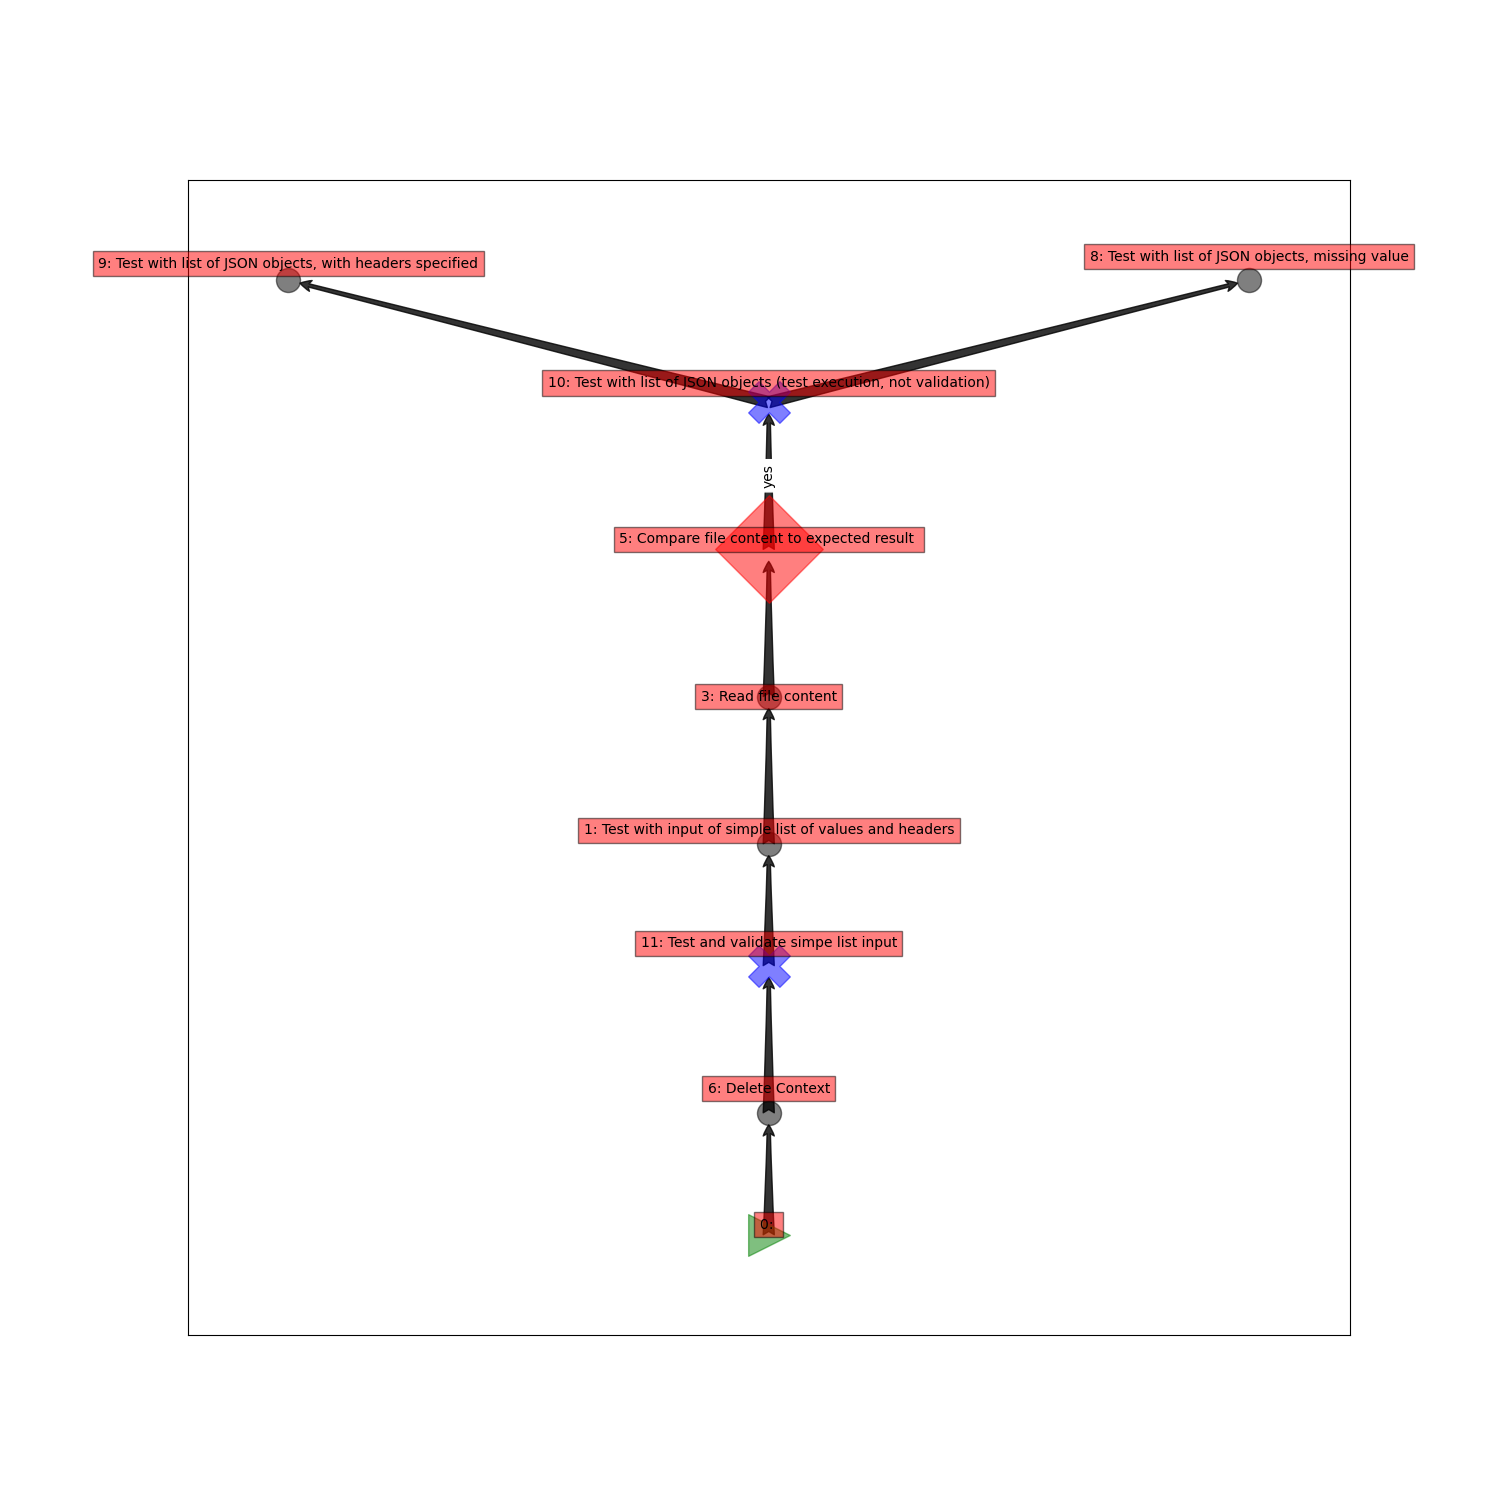 8: Test with list of JSON objects, missing value
9: Test with list of JSON objects, with headers specified
10: Test with list of JSON objects (test execution, not validation)
yes
5: Compare file content to expected result
3: Read file content
1: Test with input of simple list of values and headers
11: Test and validate simpe list input
6: Delete Context
0: